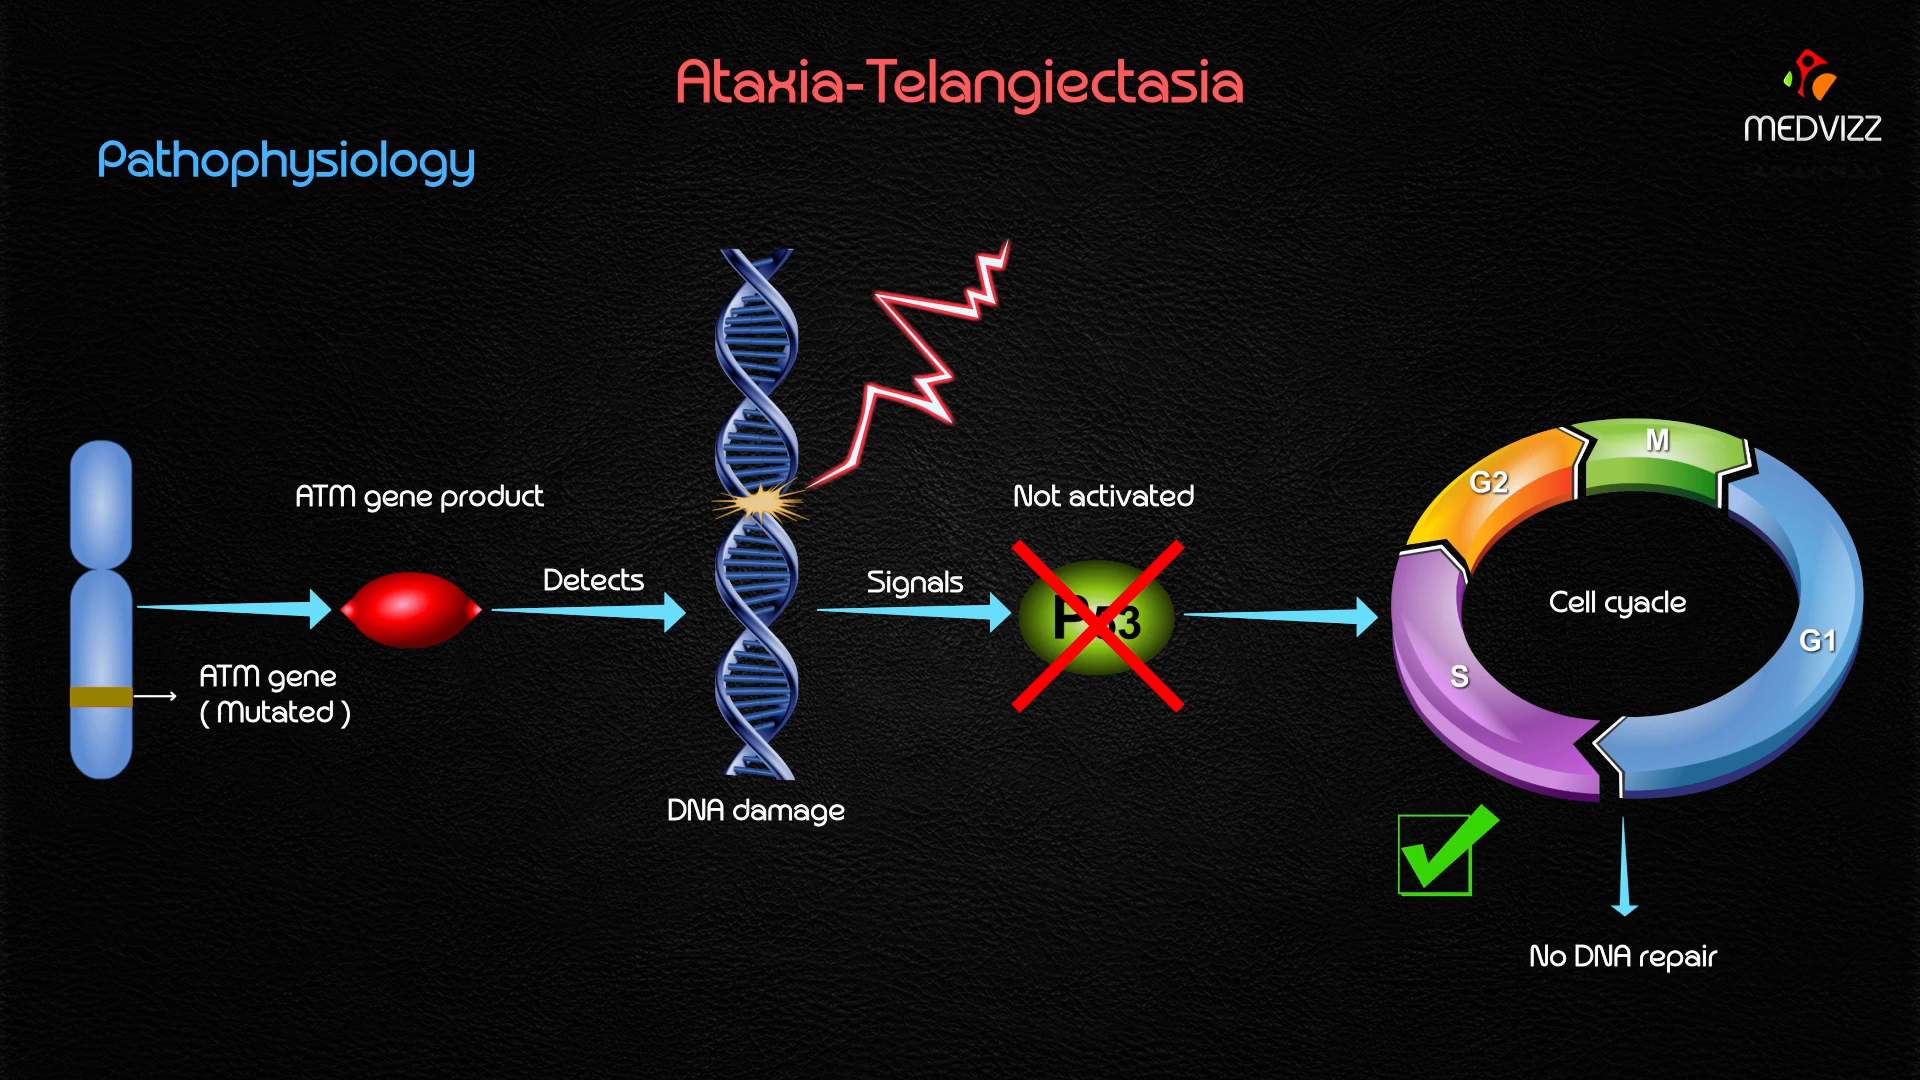 Ataxia-Telangiectasia
MEDVIZZ
Pathophysiology
ATM gene product
Not activated
Detects
Signals
P53
ATM gene
( Mutated )
DNA damage
M
G2
G1
S
Cell cyacle
No DNA repair